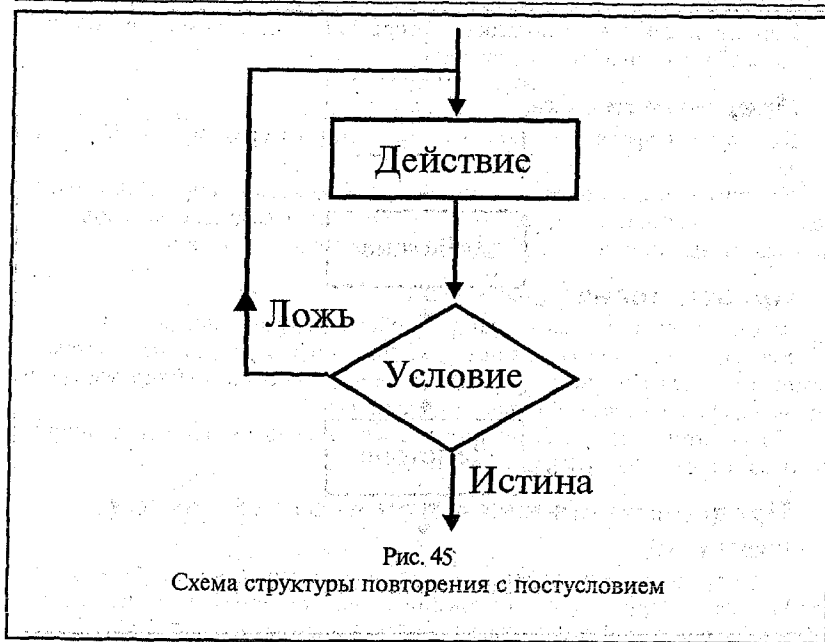 Действие
Ложь
Условие
Истина
Рис. 45
Схема структуры повторения с постусловием